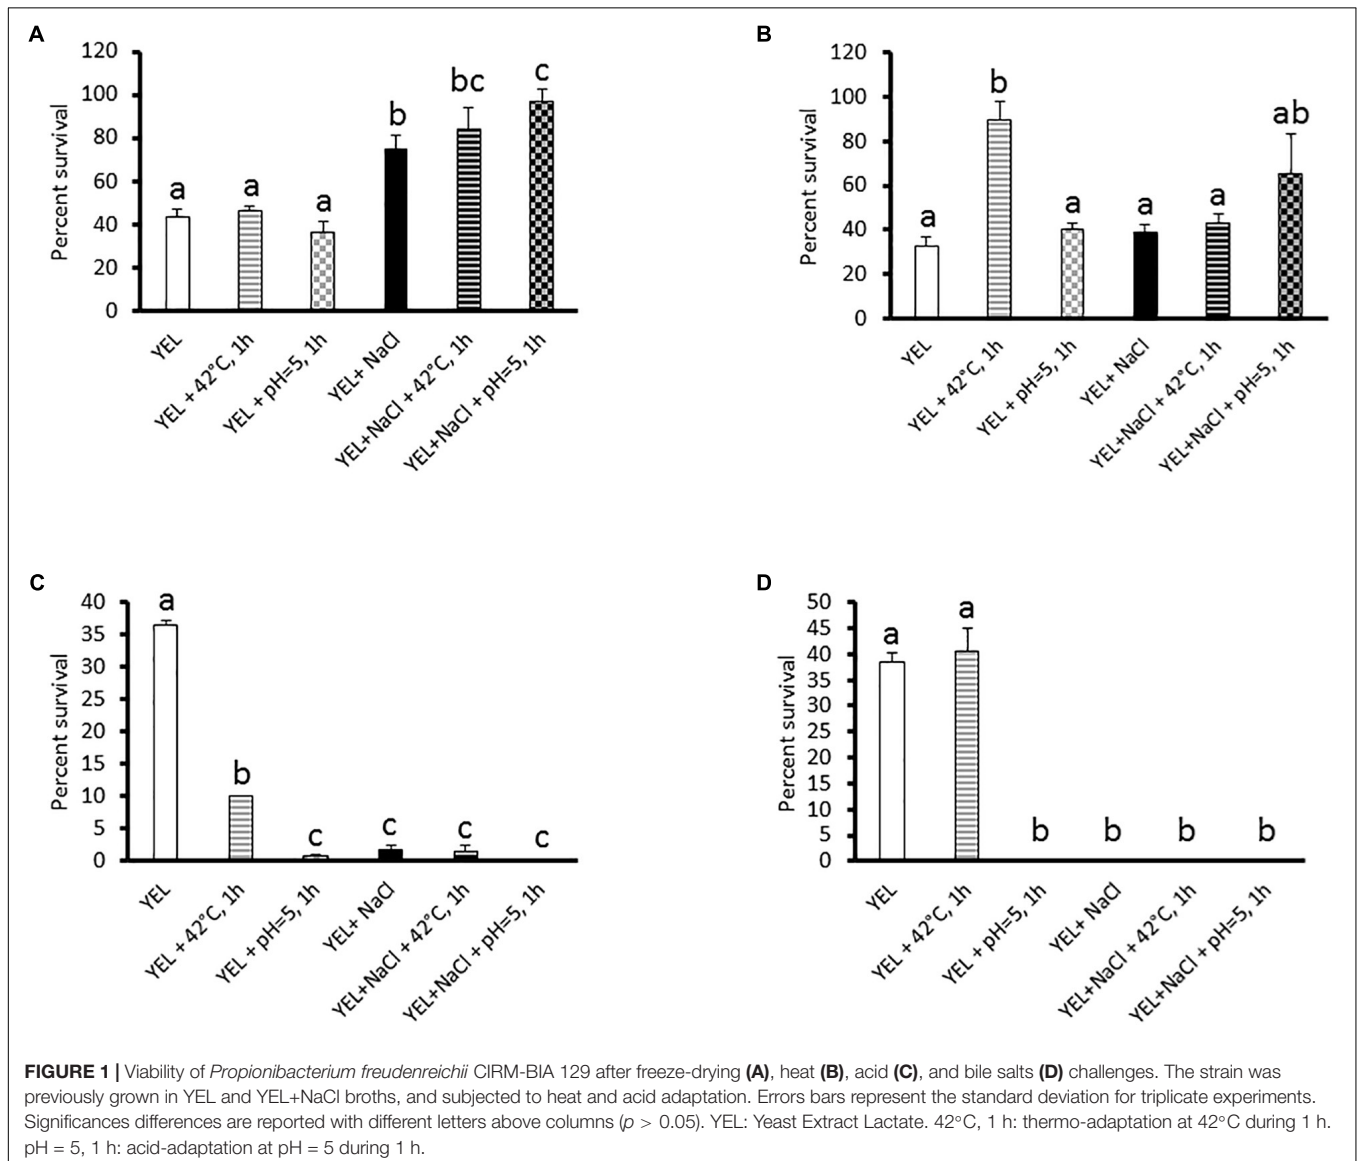 A
120
100
80
60
40
20
0
Percent survival
a
a
a
b
bc
c
YEL
YEL + 42°C, 1h
YEL + pH=5, 1h
YEL+ NaCl
YEL+NaCl + 42°C, 1h
YEL+NaCl + pH=5, 1h
B
120
100
80
60
40
20
0
Percent survival
a
b
a
a
a
ab
YEL
YEL + 42°C, 1h
YEL + pH=5, 1h
YEL+ NaCl
YEL+NaCl + 42°C, 1h
YEL+NaCl + pH=5, 1h
C
40
35
30
25
20
15
10
5
0
Percent survival
a
b
c
c
c
c
YEL
YEL + 42°C, 1h
YEL + pH=5, 1h
YEL+ NaCl
YEL+NaCl + 42°C, 1h
YEL+NaCl + pH=5, 1h
D
50
45
40
35
30
25
20
15
10
5
0
Percent survival
a
a
b
b
b
b
YEL
YEL + 42°C, 1h
YEL + pH=5, 1h
YEL+ NaCl
YEL+NaCl + 42°C, 1h
YEL+NaCl + pH=5, 1h
FIGURE 1 | Viability of Propionibacterium freudenreichii CIRM-BIA 129 after freeze-drying (A), heat (B), acid (C), and bile salts (D) challenges. The strain was
previously grown in YEL and YEL+NaCl broths, and subjected to heat and acid adaptation. Errors bars represent the standard deviation for triplicate experiments.
Significances differences are reported with different letters above columns (p > 0.05). YEL: Yeast Extract Lactate. 42°C, 1 h: thermo-adaptation at 42°C during 1 h.
pH = 5, 1 h: acid-adaptation at pH = 5 during 1 h.